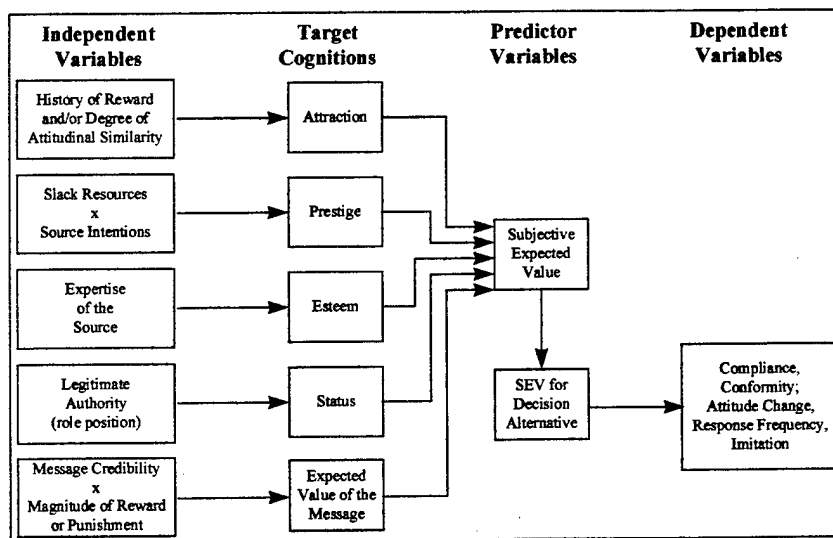 Independent
Variables
Target
Cognitions
Predictor
Variables
Dependent
Variables
History of Reward
and/or Degree of
Attitudinal Similarity
Attraction
Slack Resources
x
Source Intentions
Prestige
Expertise
of the
Source
Esteem
Legitimate
Authority
(role position)
Status
Message Credibility
x
Magnitude of Reward
or Punishment
Expected
Value of the
Message
Subjective
Expected
Value
SEV for
Decision
Alternative
Compliance,
Conformity;
Attitude Change,
Response Frequency,
Imitation